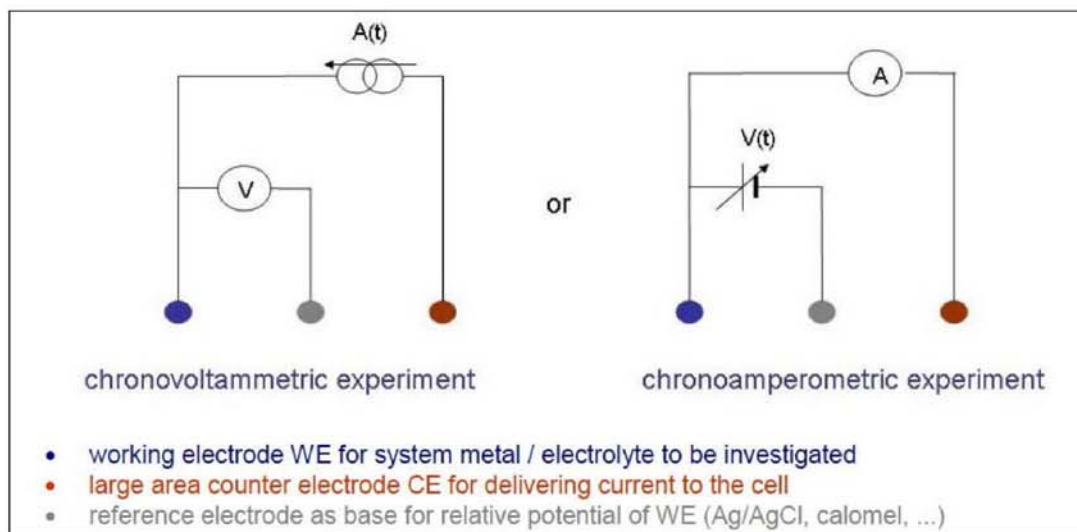 A(t)
V
or
A
V(t)
chronovoltammetric experiment
chronoamperometric experiment
• working electrode WE for system metal / electrolyte to be investigated
• large area counter electrode CE for delivering current to the cell
• reference electrode as base for relative potential of WE (Ag/AgCl, calomel, ...)